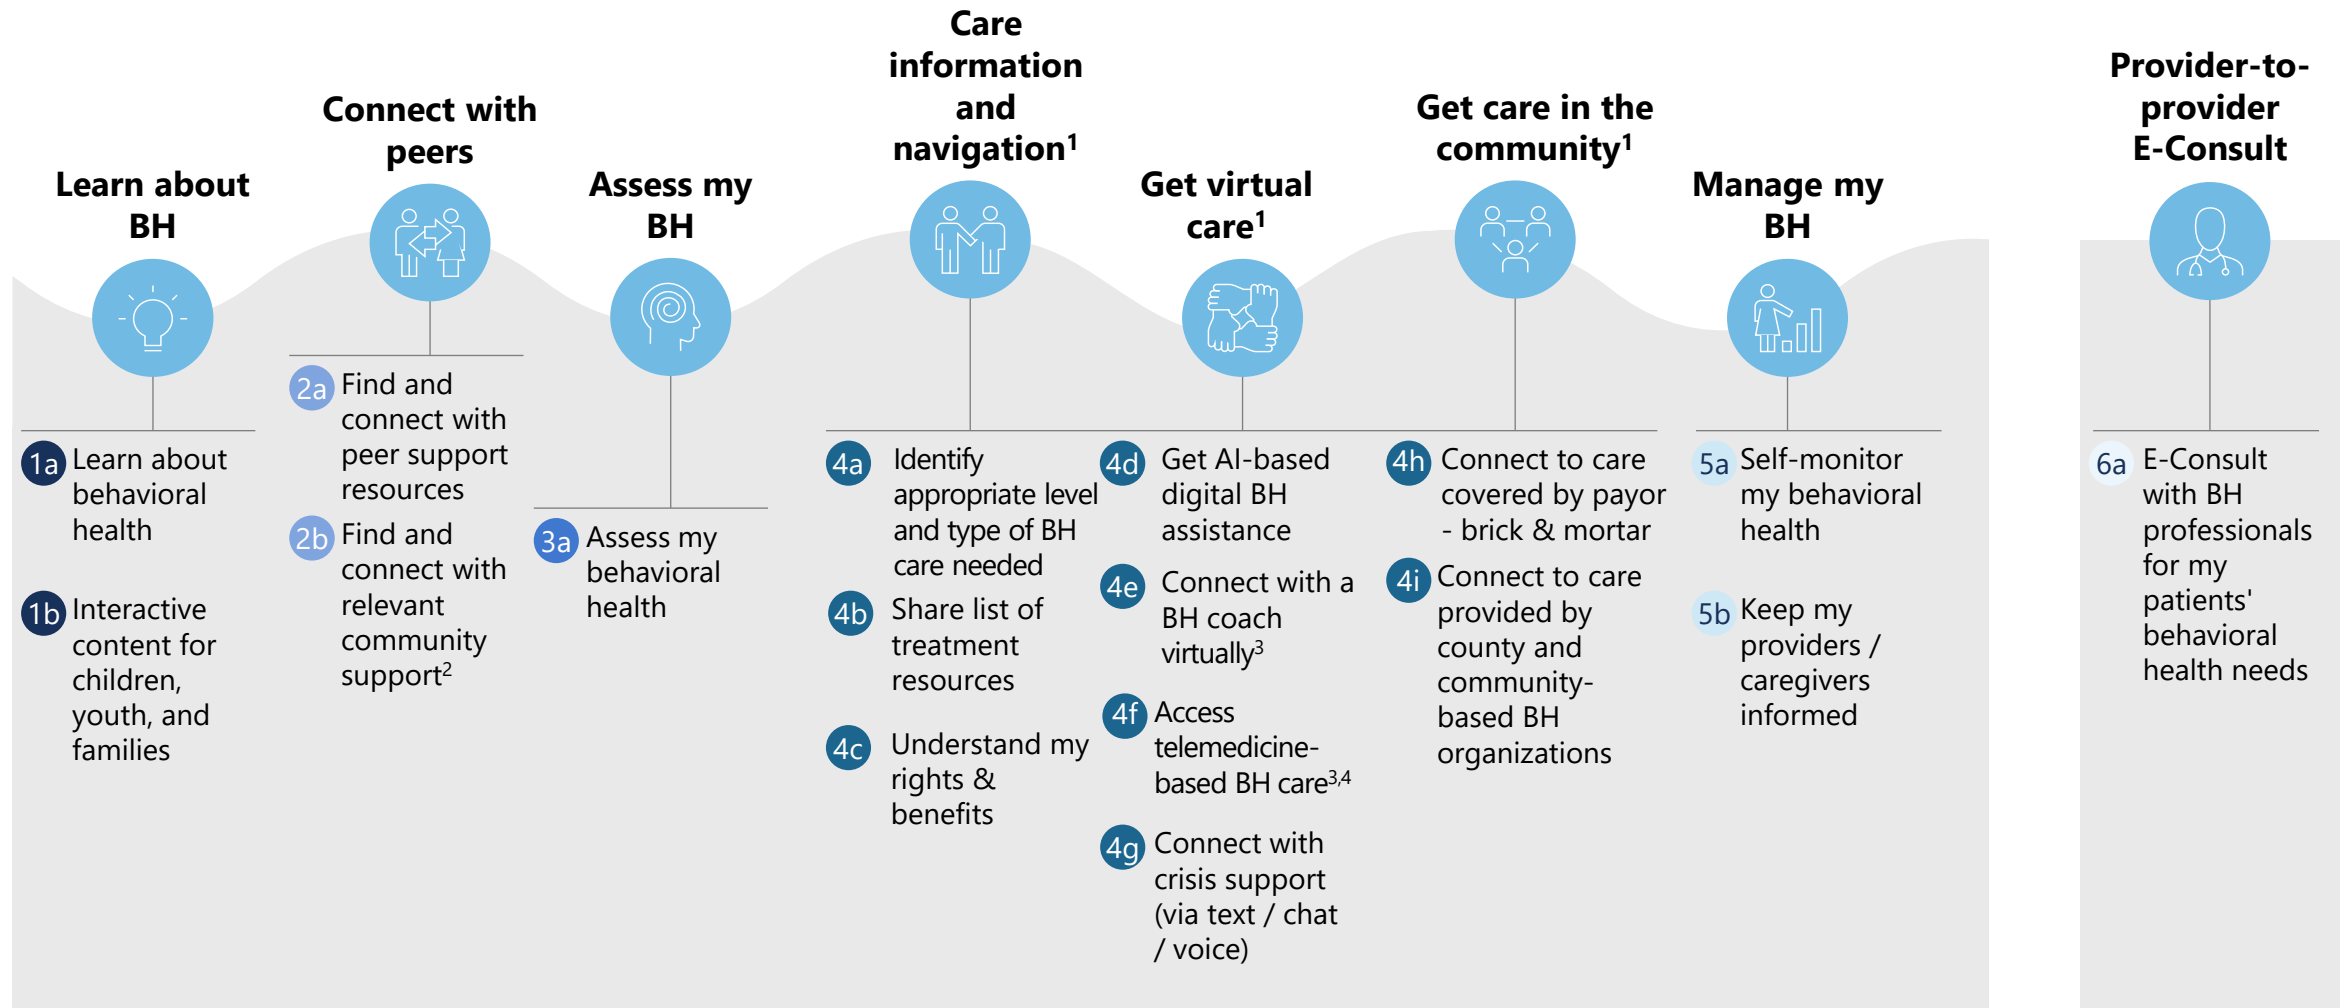 Learn about
BH
1a Learn about
behavioral
health
1b Interactive
content for
children,
youth, and
families
Connect with
peers
2a Find and
connect with
peer support
resources
2b Find and
connect with
relevant
community
support2
Assess my
BH
3a Assess my
behavioral
health
Care
information
and
navigation1
4a Identify
appropriate level
and type of BH
care needed
4b Share list of
treatment
resources
4c Understand my
rights &
benefits
Get virtual
care1
4d Get AI-based
digital BH
assistance
4e Connect with a
BH coach
virtually3
4f Access
telemedicine-
based BH care3,4
4g Connect with
crisis support
(via text / chat
/ voice)
Get care in the
community1
4h Connect to care
covered by payor
- brick & mortar
4i Connect to care
provided by
county and
community-
based BH
organizations
Manage my
BH
5a Self-monitor
my behavioral
health
5b Keep my
providers /
caregivers
informed
Provider-to-
provider
E-Consult
6a E-Consult
with BH
professionals
for my
patients'
behavioral
health needs